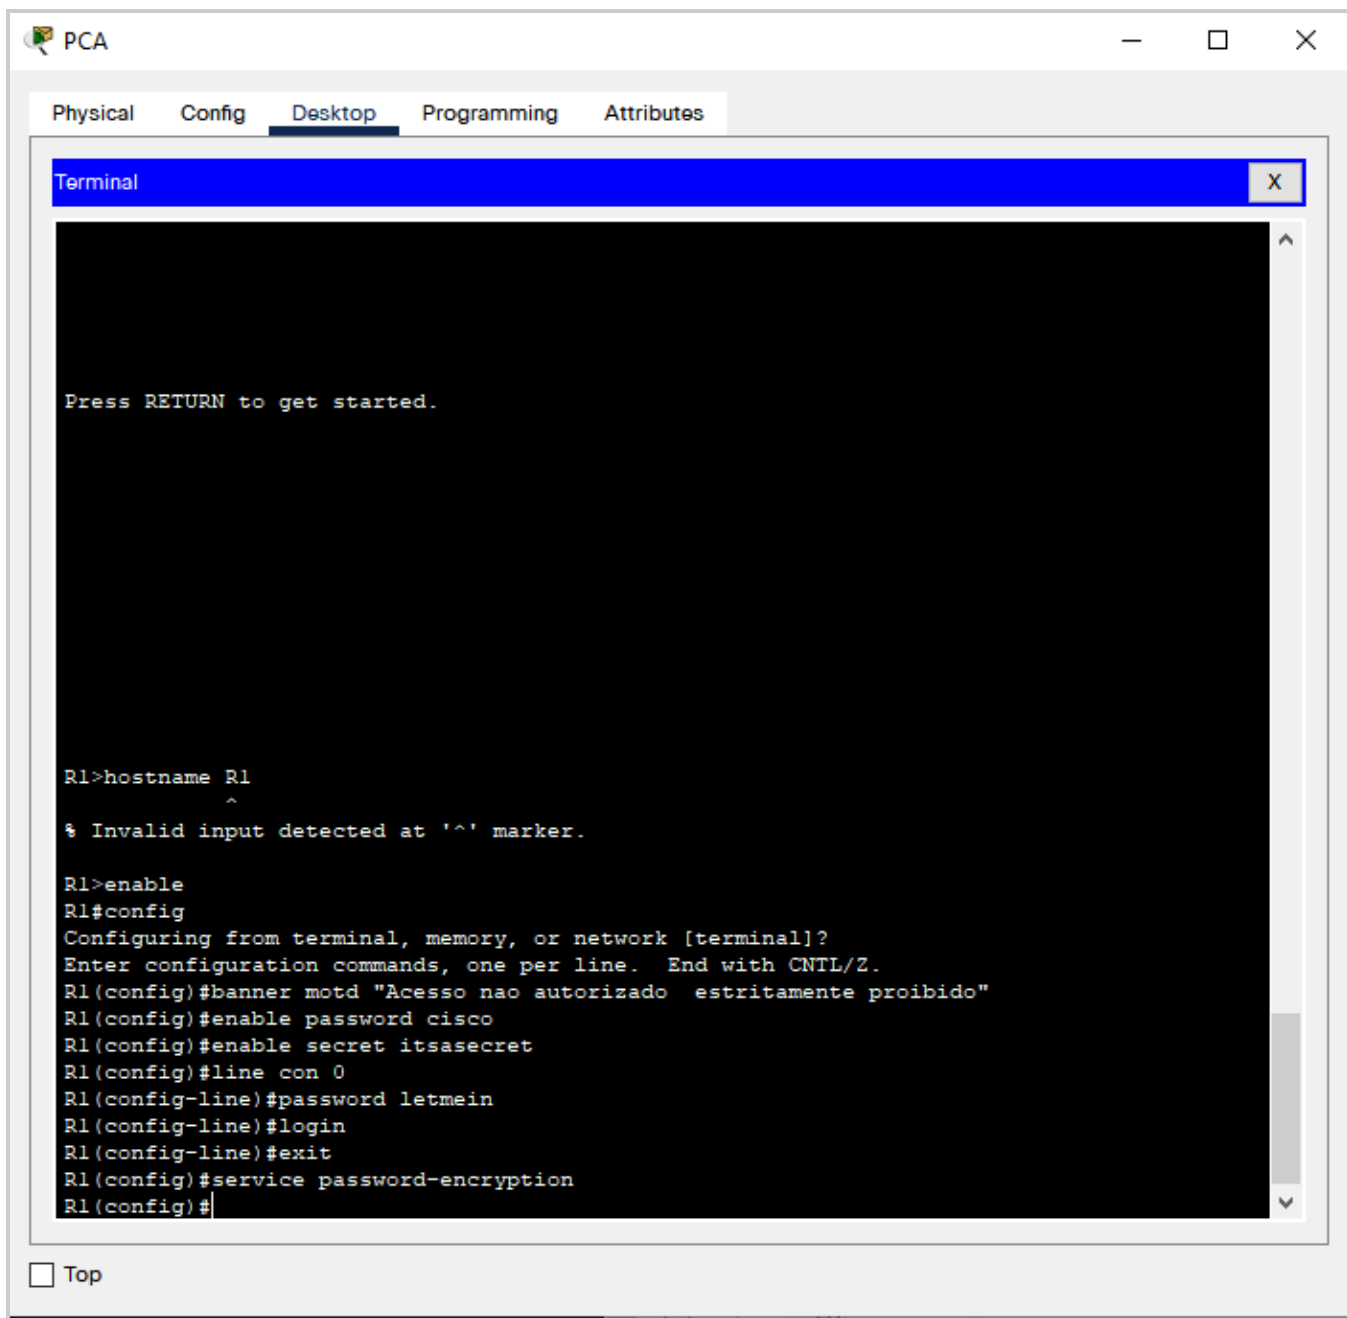 PCA
Physical Config Desktop Programming Attributes
Terminal X
Press RETURN to get started.
R1>hostname R1
^
% Invalid input detected at '^' marker.
R1>enable
R1#config
Configuring from terminal, memory, or network [terminal]?
Enter configuration commands, one per line.  End with CNTL/Z.
R1(config)#banner motd "Acesso nao autorizado  estritamente proibido"
R1(config)#enable password cisco
R1(config)#enable secret itsasecret
R1(config)#line con 0
R1(config-line)#password letmein
R1(config-line)#login
R1(config-line)#exit
R1(config)#service password-encryption
R1(config)#
Top